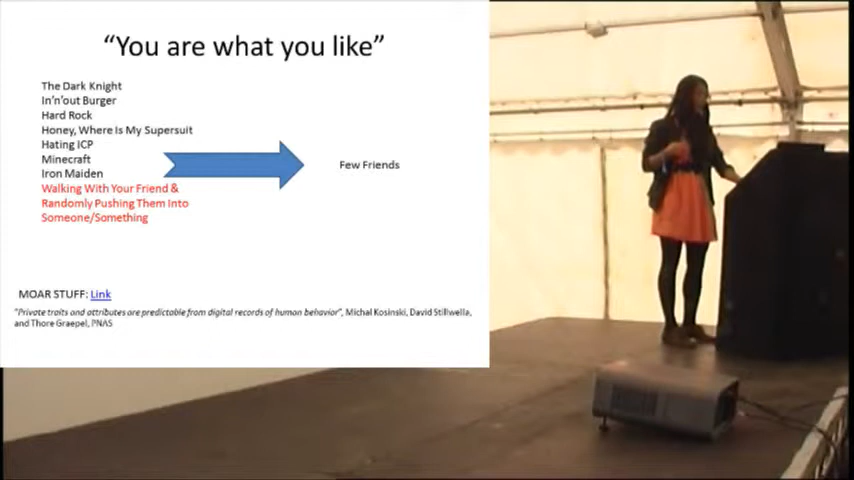 “You are what you like”
The Dark Knight
In'n'out Burger
Hard Rock
Honey, Where Is My Supersuit
Hating ICP
Minecraft
Iron Maiden
Walking With Your Friend &
Randomly Pushing Them Into
Someone/Something
Few Friends
MOAR STUFF: Link
“Private traits and attributes are predictable from digital records of human behavior”, Michal Kosinski, David Stillwella,
and Thore Graepel, PNAS